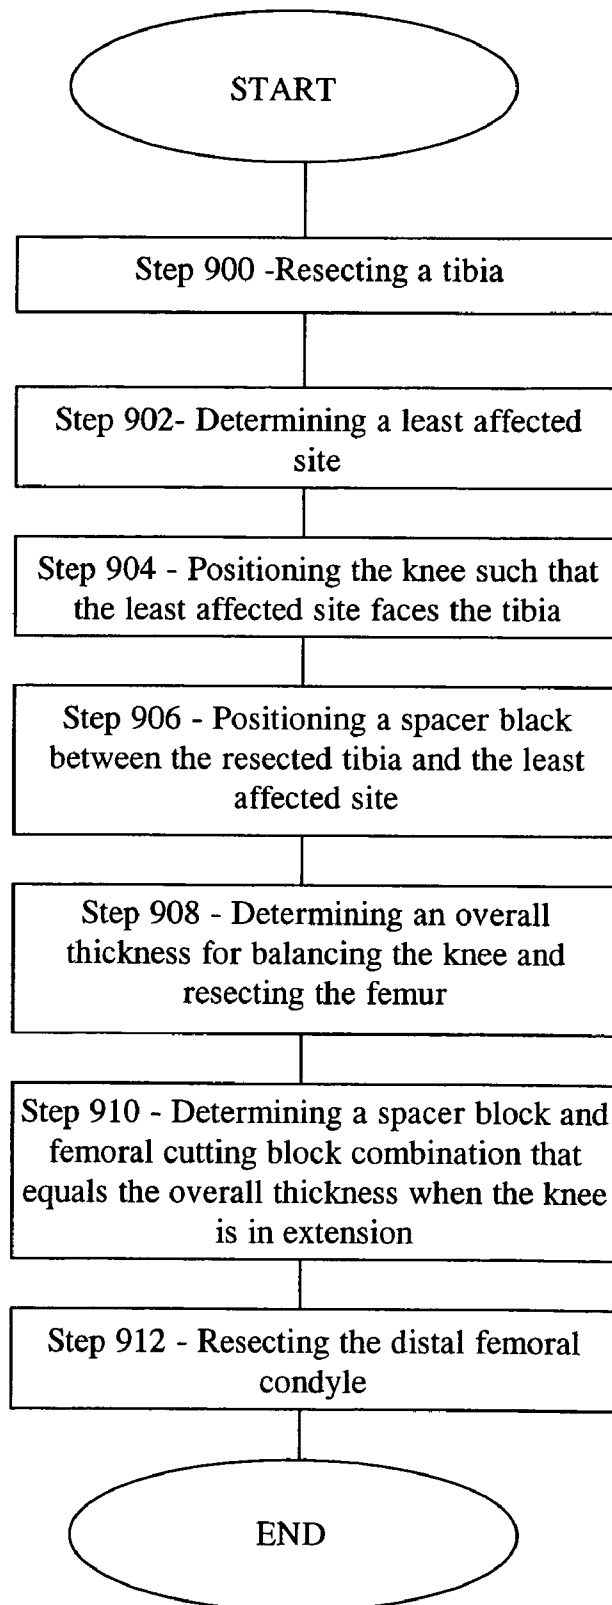 START
Step 900 -Resecting a tibia
Step 902- Determining a least affected
site
Step 904 - Positioning the knee such that
the least affected site faces the tibia
Step 906 - Positioning a spacer black
between the resected tibia and the least
affected site
Step 908 - Determining an overall
thickness for balancing the knee and
resecting the femur
Step 910 - Determining a spacer block and
femoral cutting block combination that
equals the overall thickness when the knee
is in extension
Step 912 - Resecting the distal femoral
condyle
END